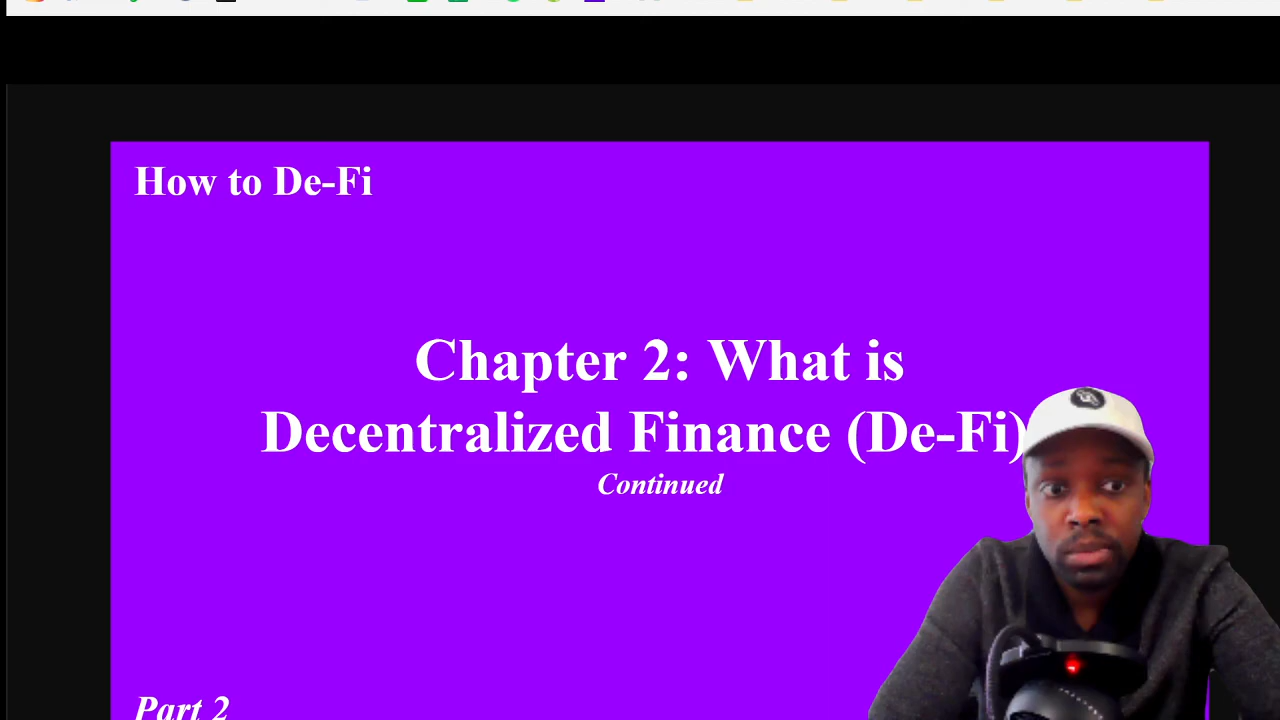 How to De-Fi
Chapter 2: What is
Decentralized Finance (De-Fi)
Continued
Part 2